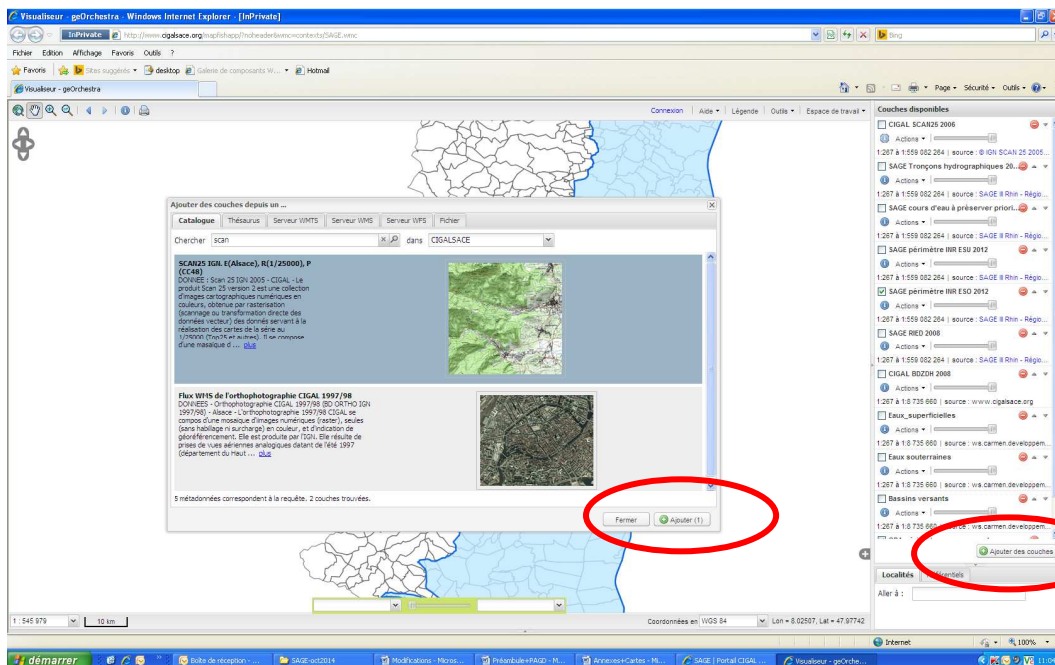 Visualiseur - geOrchestra - Windows Internet Explorer - [InPrivate]
InPrivate http://www.cigalsace.org/mapfishapp/?noheader&wmc=contexts/SAGE.wmc
Bing
Fichier Edition Affichage Favoris Outils ?
Favoris Sites suggérés desktop Galerie de composants W... Hotmail
Visualiseur - geOrchestra
Page Sécurité Outils
Connexion Aide Légende Outils Espace de travail
Couches disponibles
CIGAL SCAN25 2006
Actions
1:267 à 1:559 082 264 | source : © IGN SCAN 25 2005...
SAGE Tronçons hydrographiques 20...
Actions
1:267 à 1:559 082 264 | source : SAGE Ill Rhin - Régio...
SAGE cours d'eau à préserver priori...
Actions
1:267 à 1:559 082 264 | source : SAGE Ill Rhin - Régio...
SAGE périmètre INR ESU 2012
Actions
1:267 à 1:559 082 264 | source : SAGE Ill Rhin - Régio...
SAGE périmètre INR ESO 2012
Actions
1:267 à 1:559 082 264 | source : SAGE Ill Rhin - Régio...
SAGE RIED 2008
Actions
1:267 à 1:559 082 264 | source : SAGE Ill Rhin - Régio...
CIGAL BDZDH 2008
Actions
1:267 à 1:8 735 660 | source : www.cigalsace.org
Eaux_superficielles
Actions
1:267 à 1:8 735 660 | source : ws.carmen.developpem...
Eaux souterraines
Actions
1:267 à 1:8 735 660 | source : ws.carmen.developpem...
Bassins versants
Actions
1:267 à 1:8 735 660 | source : ws.carmen.developpem...
Ajouter des couches
Localités Référentiels
Aller à :
Ajouter des couches depuis un ...
Catalogue Thésaurus Serveur WMTS Serveur WMS Serveur WFS Fichier
Chercher scan dans CIGALSACE
SCAN25 IGN. E(Alsace), R(1/25000), P
(CC48)
DONNEE : Scan 25 IGN 2005 - CIGAL - Le
produit Scan 25 version 2 est une collection
d'images cartographiques numériques en
couleurs, obtenue par rasterisation
(scannage ou transformation directe des
données vecteur) des donnés servant à la
réalisation des cartes de la série au
1/25000 (Top25 et autres). Il se compose
d'une masaïque d ... plus
Flux WMS de l'orthophotographie CIGAL 1997/98
DONNEES - Orthophotographie CIGAL 1997/98 (BD ORTHO IGN
1997/98) - Alsace - L'orthophotographie 1997/98 CIGAL se
compos d'une mosaïque d'images numériques (raster), seules
(sans habillage ni surcharge) en couleur, et d'indication de
géoréférencement. Elle est produite par l'IGN. Elle résulte de
prises de vues aériennes analogiques datant de l'été 1997
(département du Haut ... plus
5 métadonnées correspondent à la requête. 2 couches trouvées.
Fermer Ajouter (1)
1 : 545 979 10 km Coordonnées en WGS 84 Lon = 8.02507, Lat = 47.97742
Internet 100%
démarrer Boîte de réception - ... SAGE-oct2014 Modifications - Micros... Préambule+PAGD - M... Annexes+Cartes - Mi... SAGE | Portail CIGAL ... Visualiseur - geOrche...